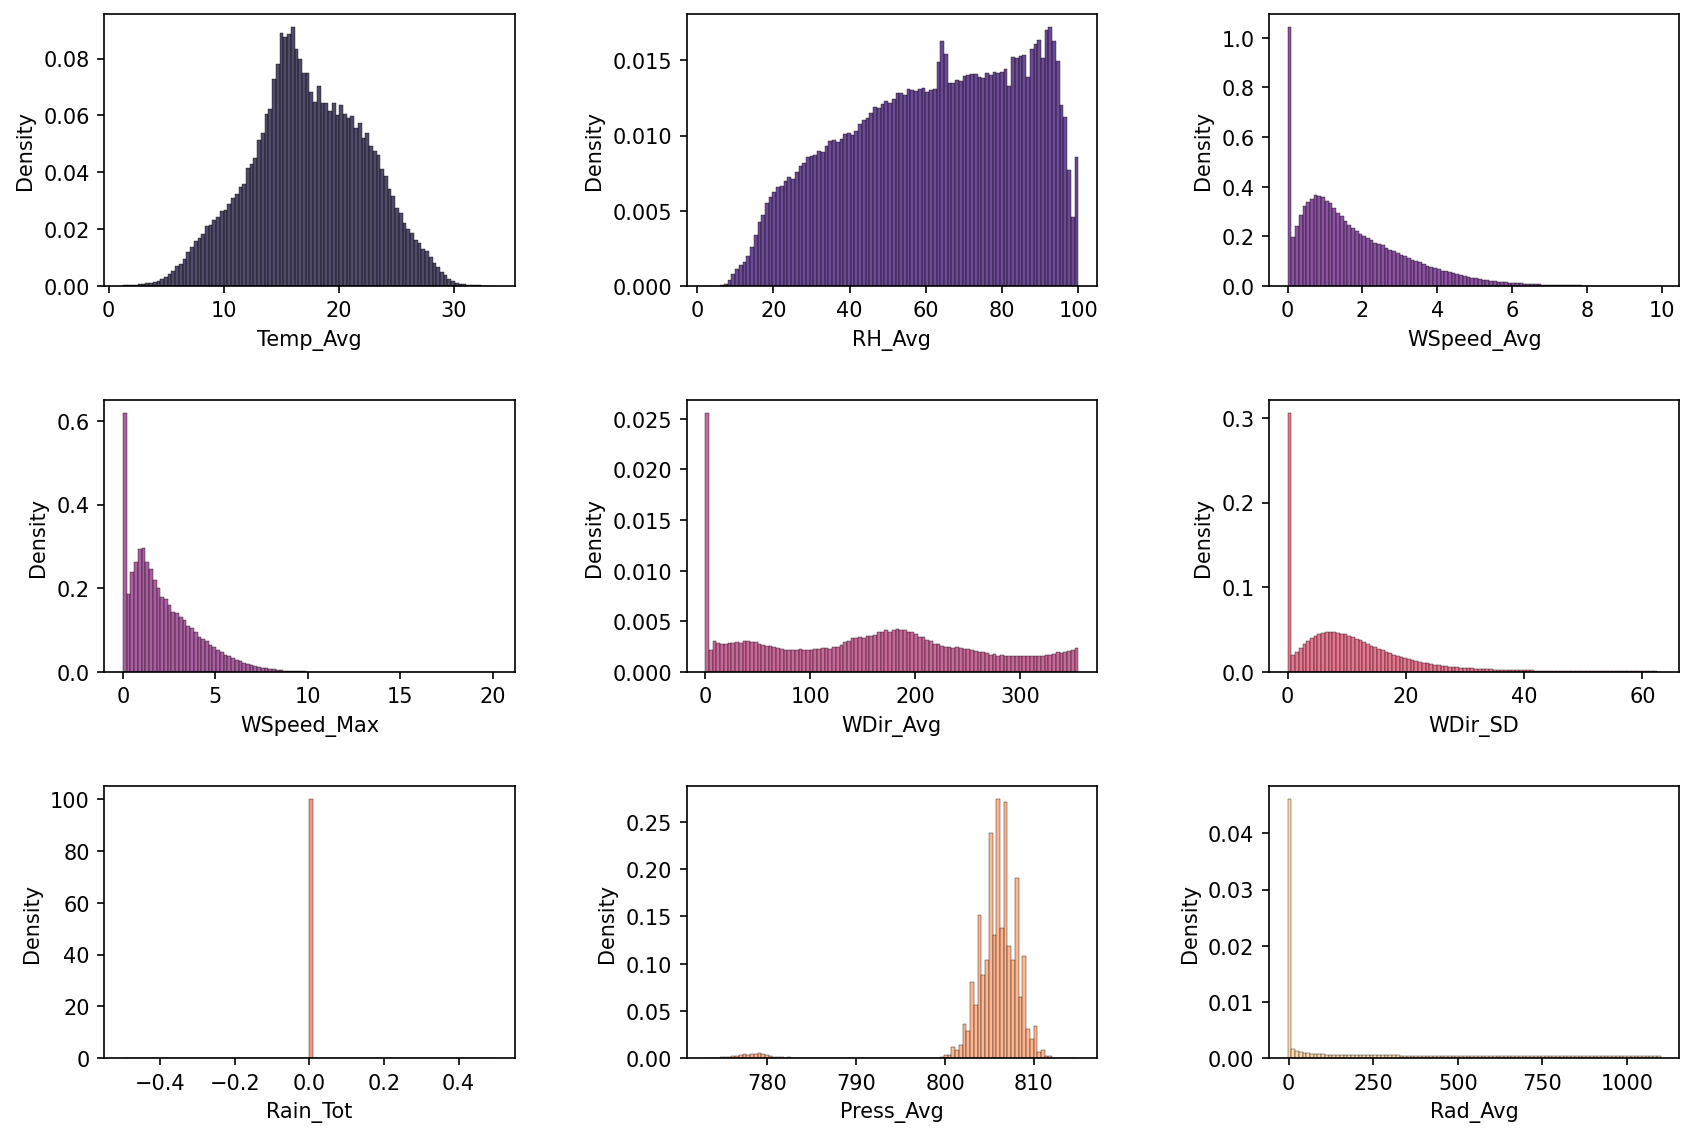 Density
0.00
0.02
0.04
0.06
0.08
0 10 20 30
Temp_Avg
Density
0.000
0.005
0.010
0.015
0 20 40 60 80 100
RH_Avg
Density
0.0
0.2
0.4
0.6
0.8
1.0
0 2 4 6 8 10
WSpeed_Avg
Density
0.0
0.2
0.4
0.6
0 5 10 15 20
WSpeed_Max
Density
0.000
0.005
0.010
0.015
0.020
0.025
0 100 200 300
WDir_Avg
Density
0.0
0.1
0.2
0.3
0 20 40 60
WDir_SD
Density
0
20
40
60
80
100
−0.4 −0.2 0.0 0.2 0.4
Rain_Tot
Density
0.00
0.05
0.10
0.15
0.20
0.25
780 790 800 810
Press_Avg
Density
0.00
0.01
0.02
0.03
0.04
0 250 500 750 1000
Rad_Avg